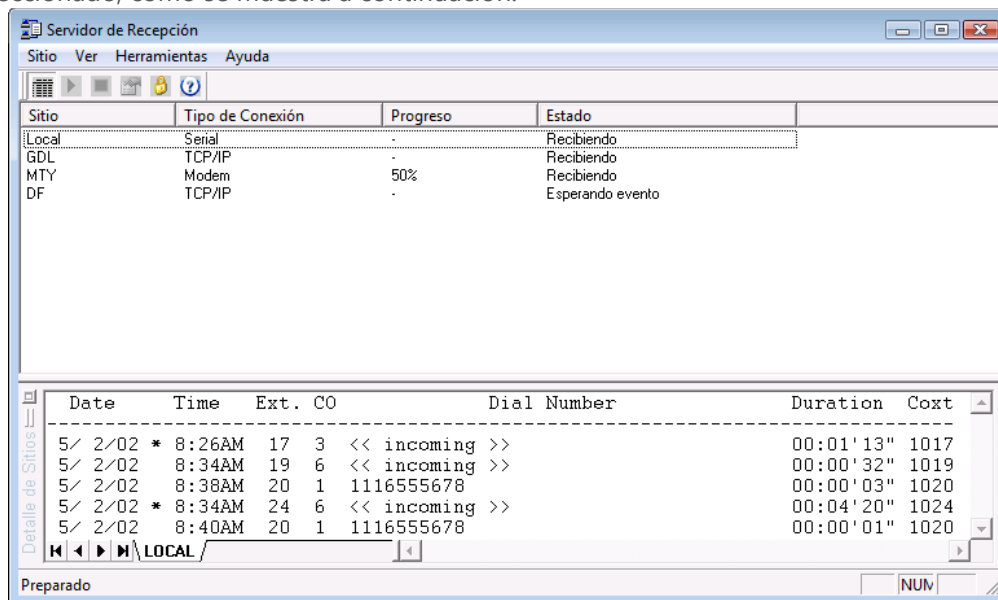 como se muestra a continuación.
Servidor de Recepción
Sitio Ver Herramientas Ayuda
Sitio Tipo de Conexión Progreso Estado
Local Serial - Recibiendo
GDL TCP/IP - Recibiendo
MTY Modem 50% Recibiendo
DF TCP/IP - Esperando evento
Detalle de Sitios
Date Time Ext. CO Dial Number Duration Coxt
5/ 2/02 * 8:26AM 17 3 << incoming >> 00:01'13" 1017
5/ 2/02 8:34AM 19 6 << incoming >> 00:00'32" 1019
5/ 2/02 8:38AM 20 1 1116555678 00:00'03" 1020
5/ 2/02 * 8:34AM 24 6 << incoming >> 00:04'20" 1024
5/ 2/02 8:40AM 20 1 1116555678 00:00'01" 1020
LOCAL
Preparado NUM